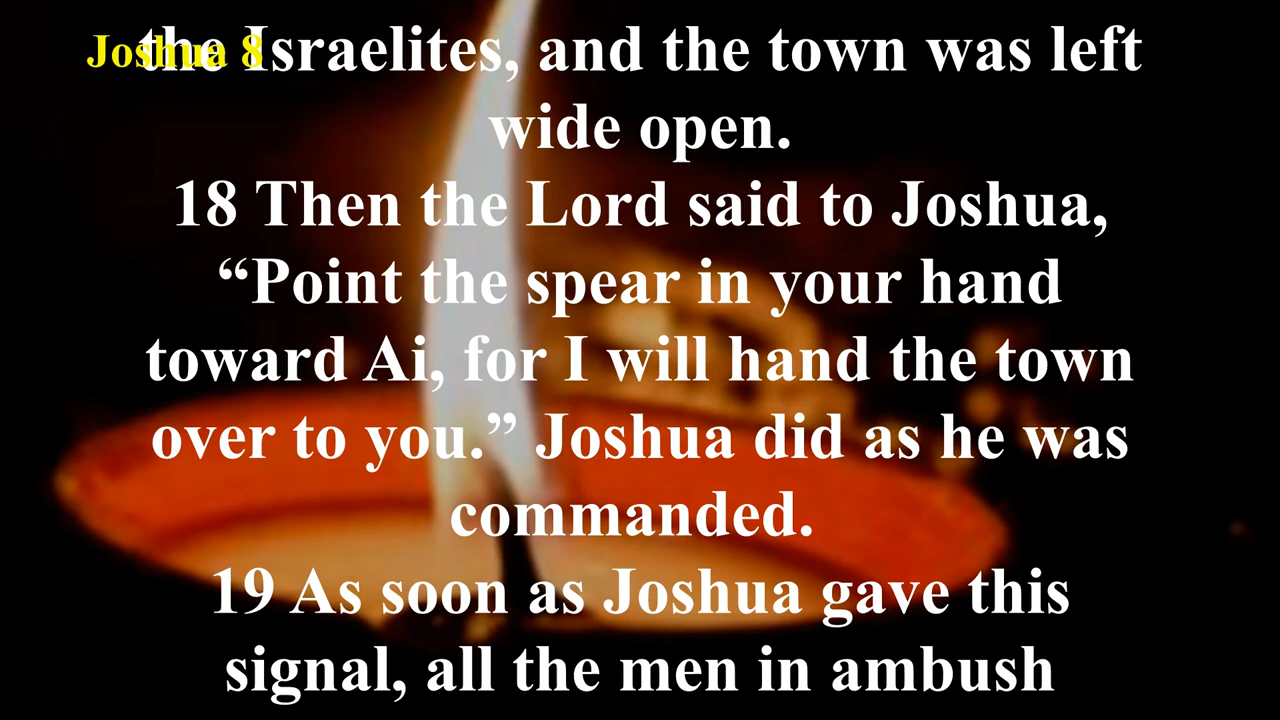 Joshua 8
the Israelites, and the town was left
wide open.
18 Then the Lord said to Joshua,
“Point the spear in your hand
toward Ai, for I will hand the town
over to you.” Joshua did as he was
commanded.
19 As soon as Joshua gave this
signal, all the men in ambush